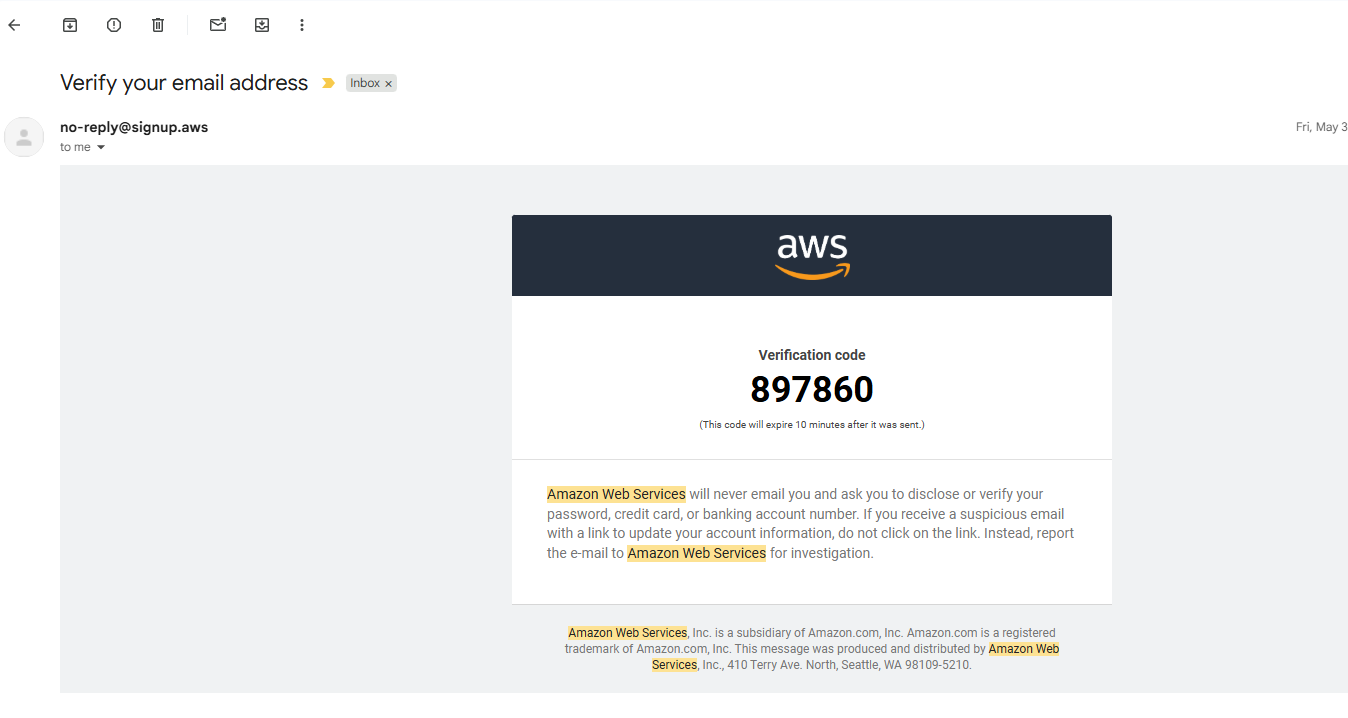 Verify your email address
Inbox ×
no-reply@signup.aws
Fri, May 3
to me
aws
Verification code
897860
(This code will expire 10 minutes after it was sent.)
Amazon Web Services will never email you and ask you to disclose or verify your
password, credit card, or banking account number. If you receive a suspicious email
with a link to update your account information, do not click on the link. Instead, report
the e-mail to Amazon Web Services for investigation.
Amazon Web Services, Inc. is a subsidiary of Amazon.com, Inc. Amazon.com is a registered
trademark of Amazon.com, Inc. This message was produced and distributed by Amazon Web
Services, Inc., 410 Terry Ave. North, Seattle, WA 98109-5210.